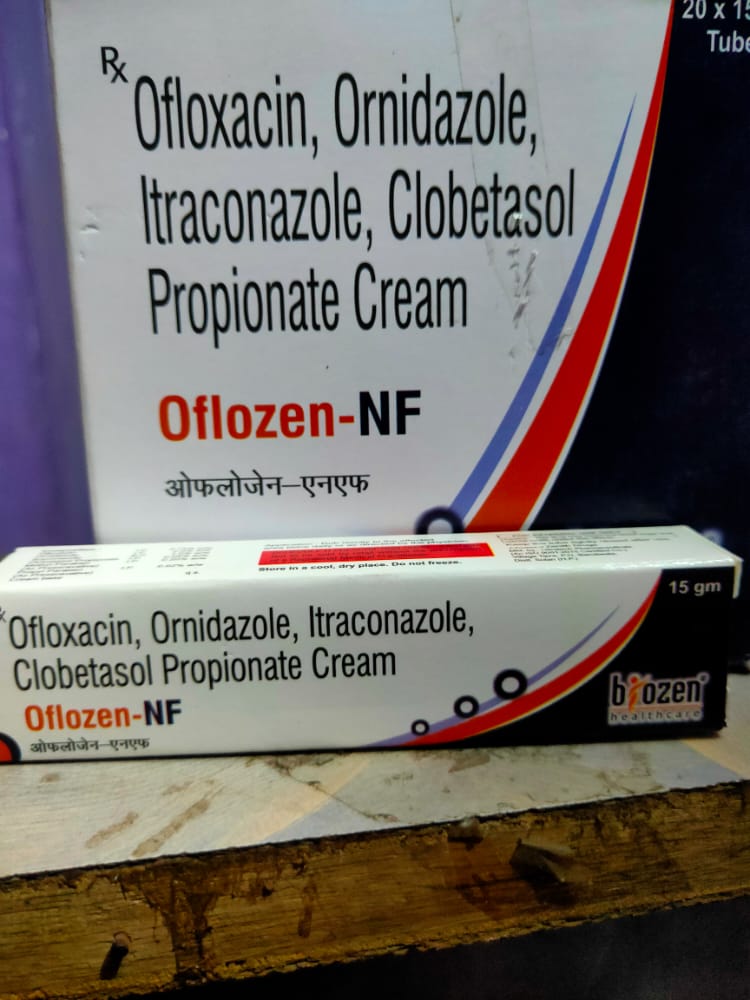 20 x 15
Tube
Rx
Ofloxacin, Ornidazole,
Itraconazole, Clobetasol
Propionate Cream
Oflozen-NF
ओफलोजेन–एनएफ
Store in a cool, dry place. Do not freeze.
15 gm
Ofloxacin, Ornidazole, Itraconazole,
Clobetasol Propionate Cream
Oflozen-NF
ओफलोजेन–एनएफ
biozen
healthcare